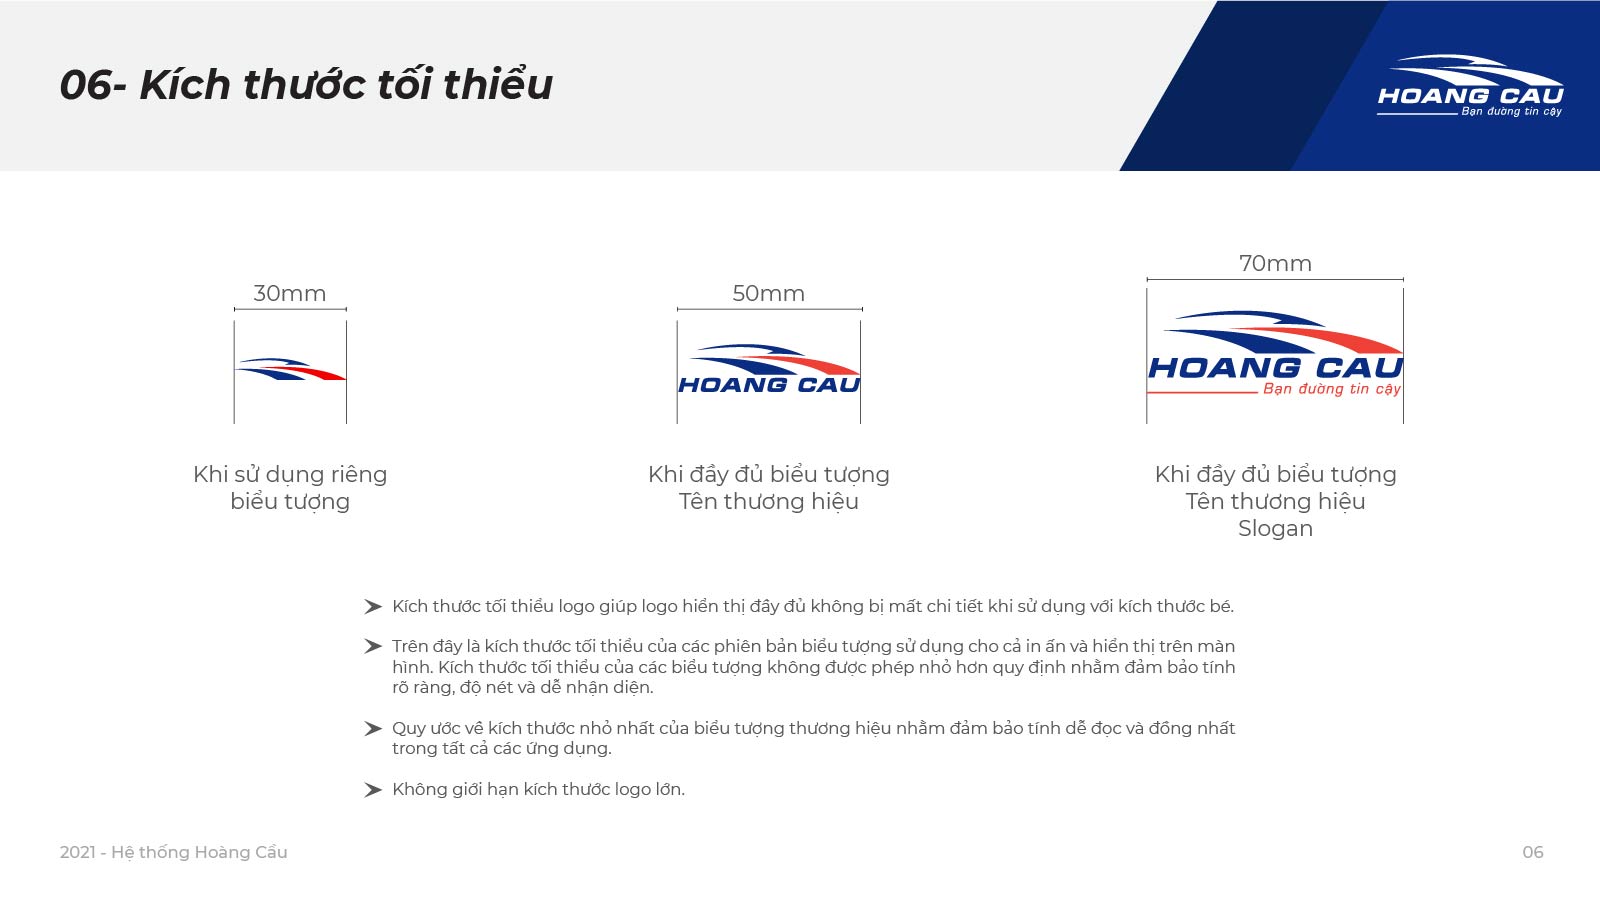 06- Kích thước tối thiểu
HOANG CAU
Bạn đường tin cậy
30mm
50mm
70mm
HOANG CAU
HOANG CAU
Bạn đường tin cậy
Khi sử dụng riêng
biểu tượng
Khi đầy đủ biểu tượng
Tên thương hiệu
Khi đầy đủ biểu tượng
Tên thương hiệu
Slogan
Kích thước tối thiểu logo giúp logo hiển thị đầy đủ không bị mất chi tiết khi sử dụng với kích thước bé.
Trên đây là kích thước tối thiểu của các phiên bản biểu tượng sử dụng cho cả in ấn và hiển thị trên màn
hình. Kích thước tối thiểu của các biểu tượng không được phép nhỏ hơn quy định nhằm đảm bảo tính
rõ ràng, độ nét và dễ nhận diện.
Quy ước về kích thước nhỏ nhất của biểu tượng thương hiệu nhằm đảm bảo tính dễ đọc và đồng nhất
trong tất cả các ứng dụng.
Không giới hạn kích thước logo lớn.
2021 - Hệ thống Hoàng Cầu
06